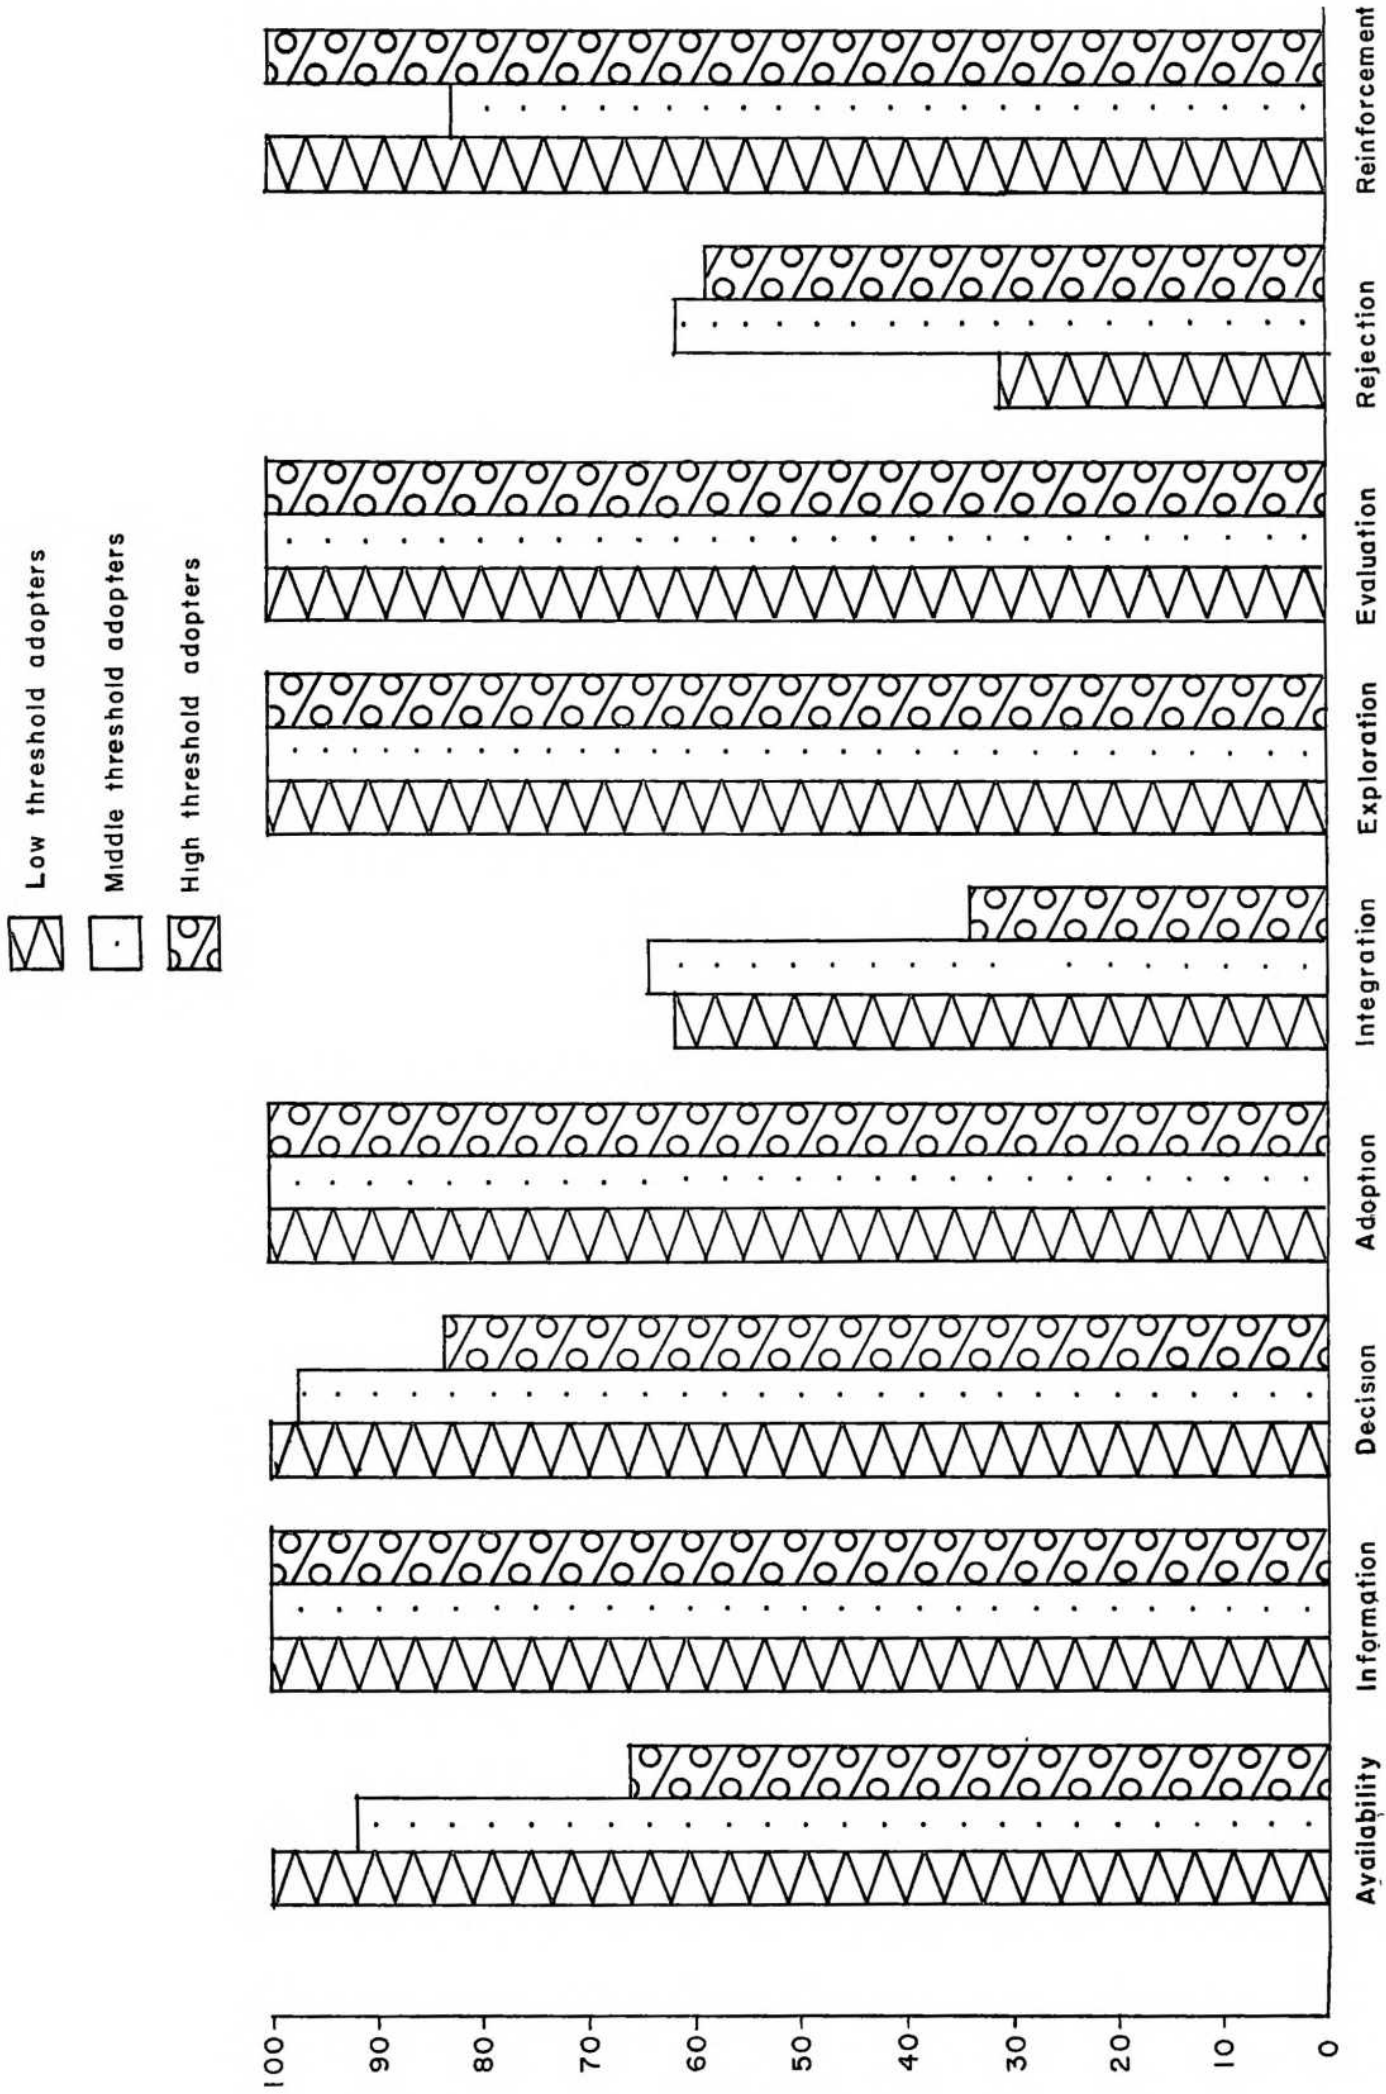 Low threshold adopters
Middle threshold adopters
High threshold adopters
100
90
80
70
60
50
40
30
20
10
0
Availability
Information
Decision
Adoption
Integration
Exploration
Evaluation
Rejection
Reinforcement